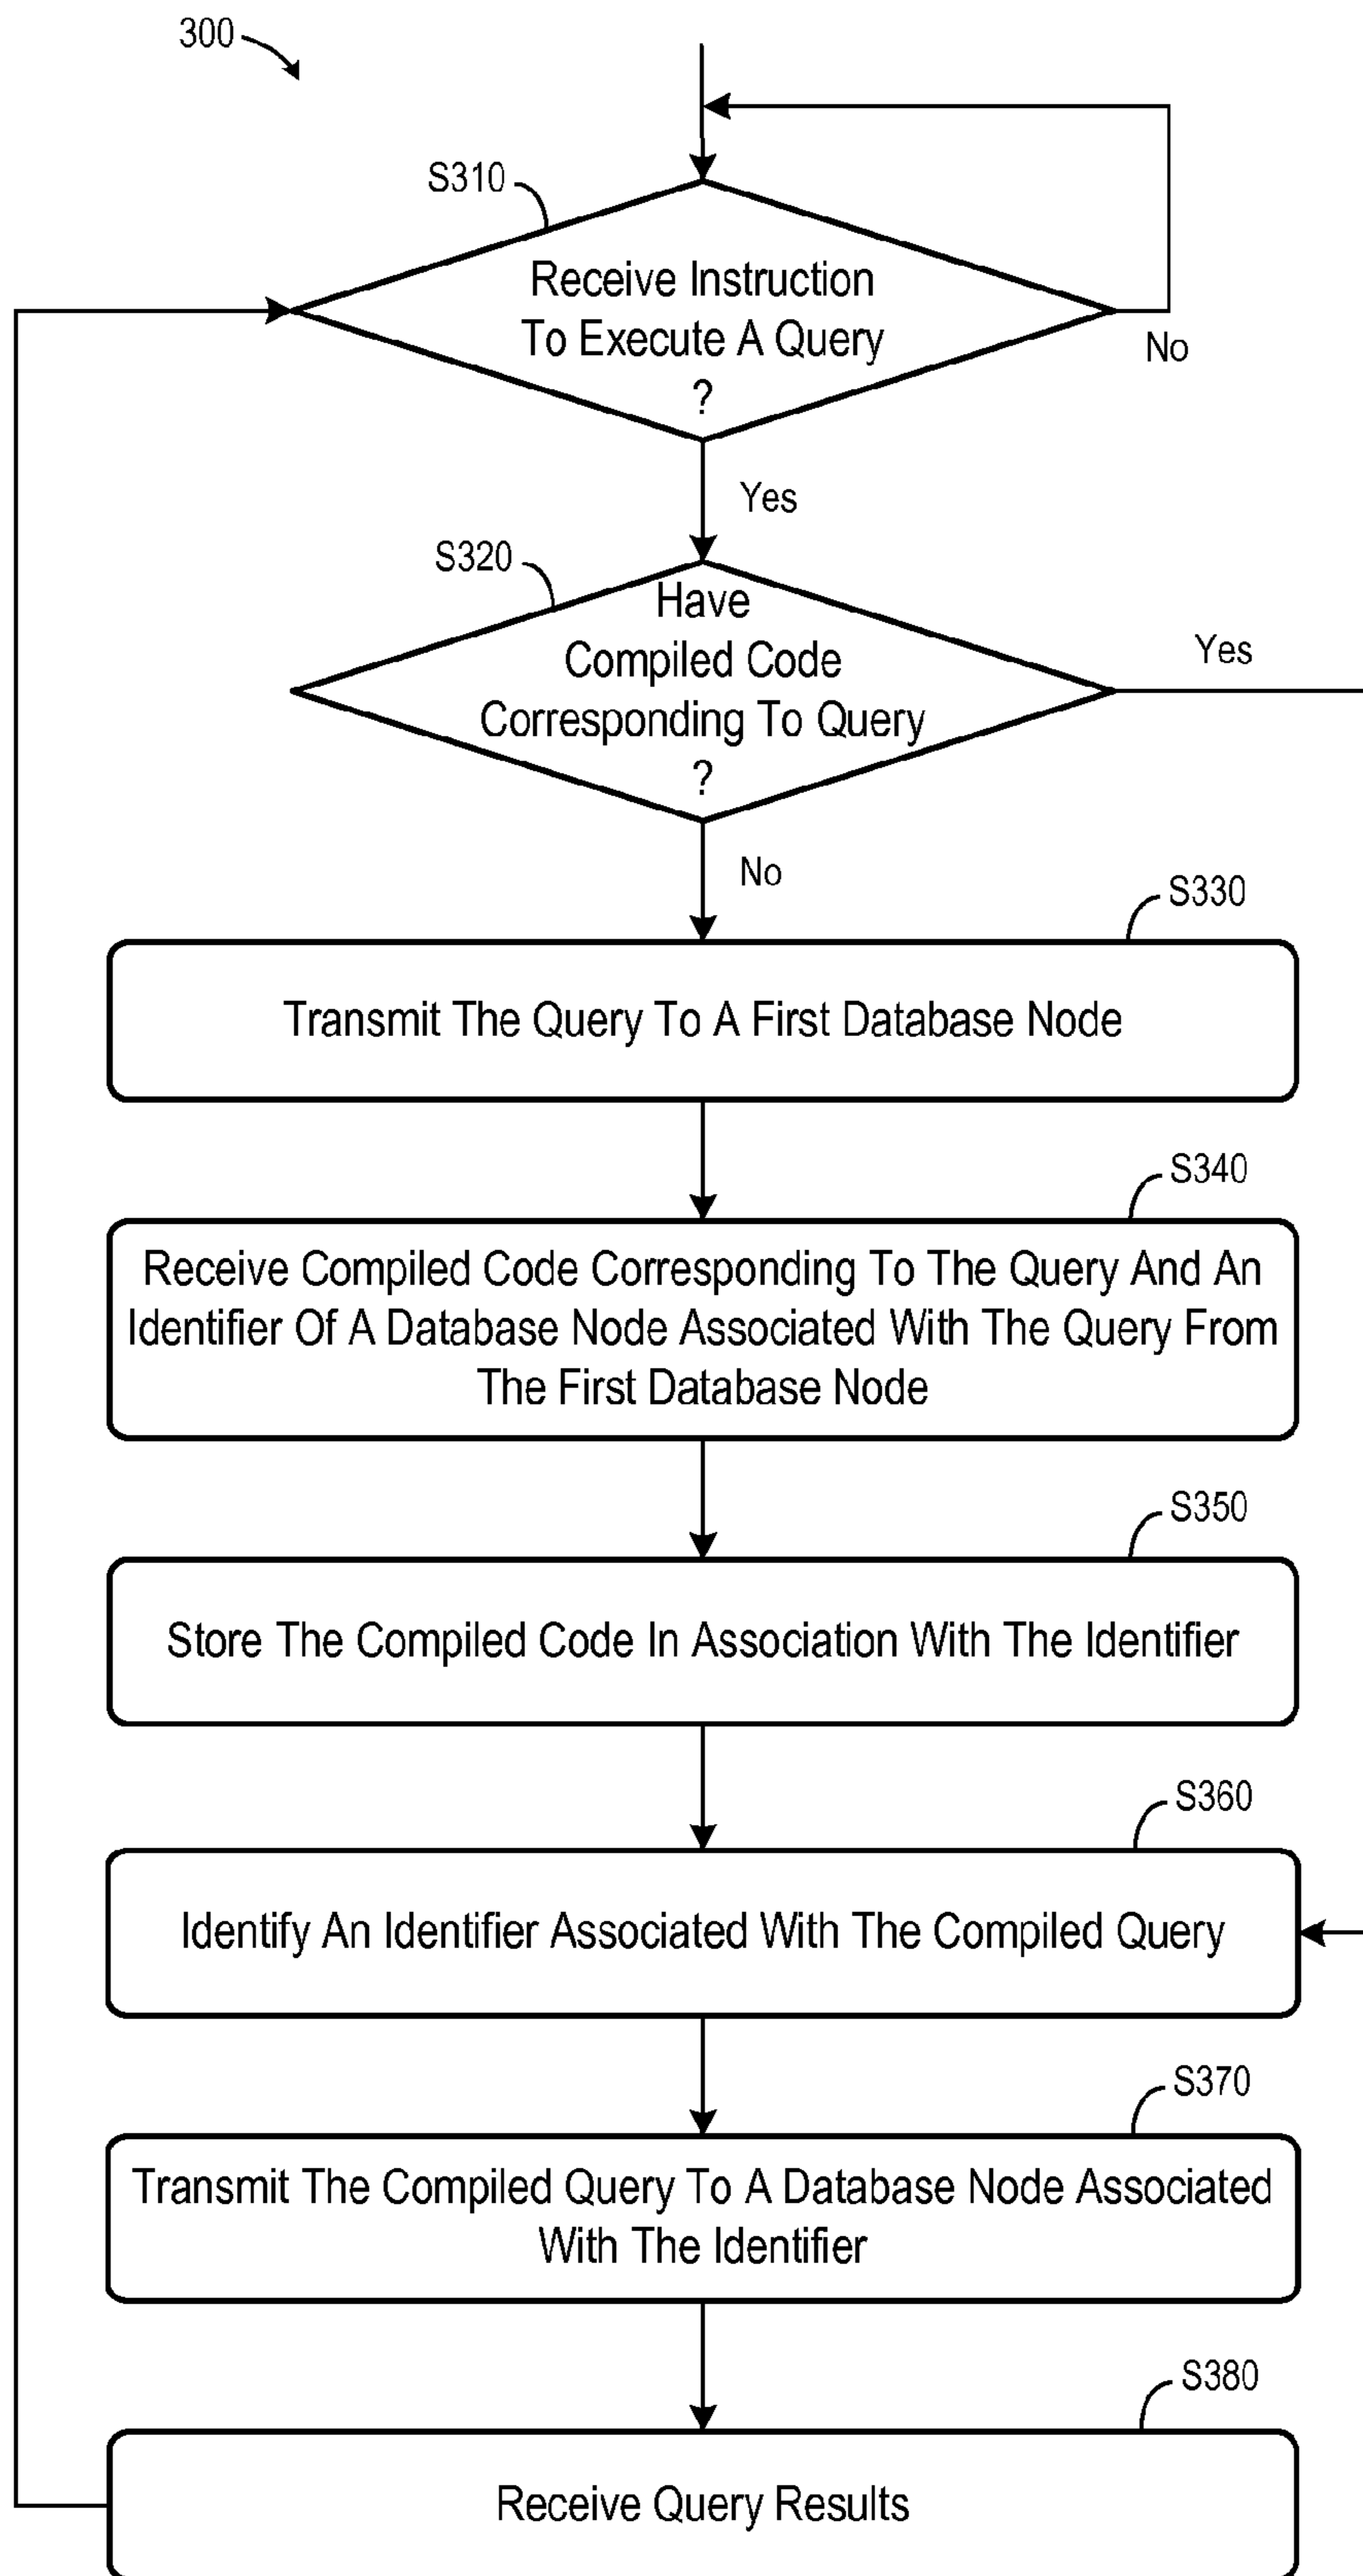 300
S310
Receive Instruction
To Execute A Query
?
No
Yes
S320
Have
Compiled Code
Corresponding To Query
?
Yes
No
S330
Transmit The Query To A First Database Node
S340
Receive Compiled Code Corresponding To The Query And An
Identifier Of A Database Node Associated With The Query From
The First Database Node
S350
Store The Compiled Code In Association With The Identifier
S360
Identify An Identifier Associated With The Compiled Query
S370
Transmit The Compiled Query To A Database Node Associated
With The Identifier
S380
Receive Query Results